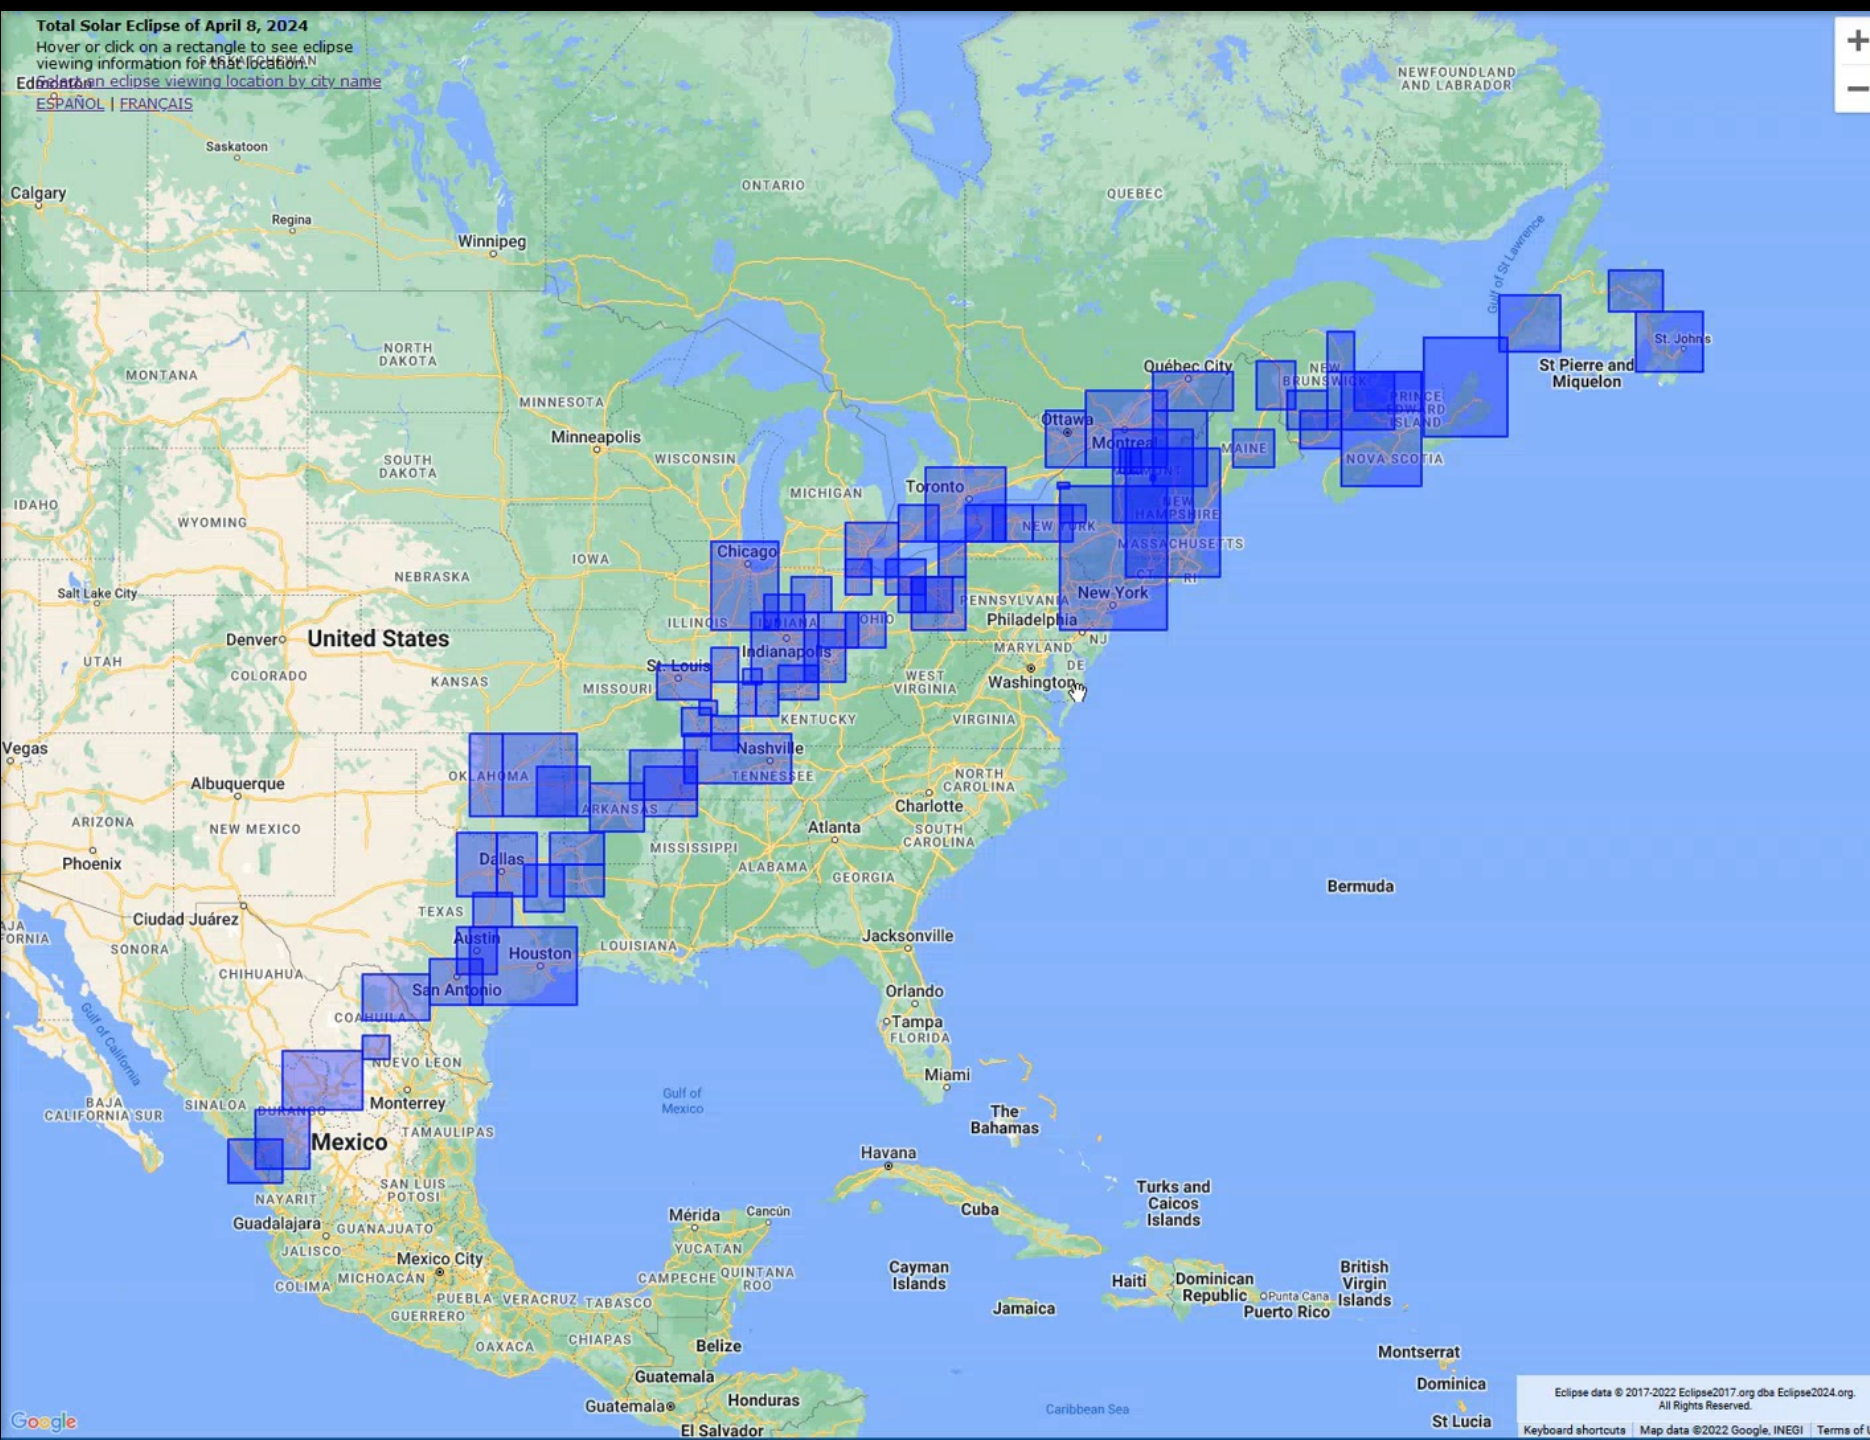 Total Solar Eclipse of April 8, 2024
Hover or click on a rectangle to see eclipse
viewing information for that location.
SASKATCHEWAN
Select an eclipse viewing location by city name
Edmonton
ESPAÑOL | FRANÇAIS
NEWFOUNDLAND
AND LABRADOR
Saskatoon
ONTARIO
QUEBEC
Calgary
Regina
Winnipeg
Gulf of St Lawrence
St. John's
NORTH
DAKOTA
MONTANA
Québec City
NEW
BRUNSWICK
St Pierre and
Miquelon
PRINCE
EDWARD
ISLAND
MINNESOTA
Minneapolis
Ottawa
Montreal
MAINE
NOVA SCOTIA
WISCONSIN
SOUTH
DAKOTA
VERMONT
MICHIGAN
Toronto
IDAHO
WYOMING
NEW
HAMPSHIRE
NEW YORK
MASSACHUSETTS
Chicago
IOWA
CT
RI
NEBRASKA
Salt Lake City
PENNSYLVANIA
New York
Philadelphia
ILLINOIS
INDIANA
OHIO
Denver
United States
NJ
MARYLAND
Indianapolis
UTAH
COLORADO
KANSAS
St. Louis
MISSOURI
DE
WEST
VIRGINIA
Washington
KENTUCKY
VIRGINIA
Vegas
Nashville
TENNESSEE
OKLAHOMA
Albuquerque
NORTH
CAROLINA
Charlotte
ARKANSAS
ARIZONA
NEW MEXICO
Atlanta
SOUTH
CAROLINA
MISSISSIPPI
Phoenix
Dallas
ALABAMA
GEORGIA
Bermuda
TEXAS
Ciudad Juárez
AJA
FORNIA
SONORA
Austin
Houston
LOUISIANA
Jacksonville
CHIHUAHUA
San Antonio
Orlando
Gulf of California
COAHUILA
Tampa
FLORIDA
NUEVO LEON
Miami
BAJA
CALIFORNIA SUR
SINALOA
DURANGO
Monterrey
Gulf of
Mexico
The
Bahamas
Mexico
TAMAULIPAS
Havana
SAN LUIS
POTOSI
NAYARIT
Turks and
Caicos
Islands
Cuba
Guadalajara
GUANAJUATO
Mérida
Cancún
JALISCO
Mexico City
YUCATAN
COLIMA
MICHOACÁN
CAMPECHE
QUINTANA
ROO
Cayman
Islands
Haiti
Dominican
Republic
Punta Cana
British
Virgin
Islands
Puerto Rico
PUEBLA
VERACRUZ
TABASCO
GUERRERO
Jamaica
OAXACA
CHIAPAS
Belize
Montserrat
Guatemala
Dominica
Guatemala
Honduras
Caribbean Sea
St Lucia
El Salvador
Google
Eclipse data © 2017-2022 Eclipse2017.org dba Eclipse2024.org.
All Rights Reserved.
Keyboard shortcuts
Map data ©2022 Google, INEGI
Terms of